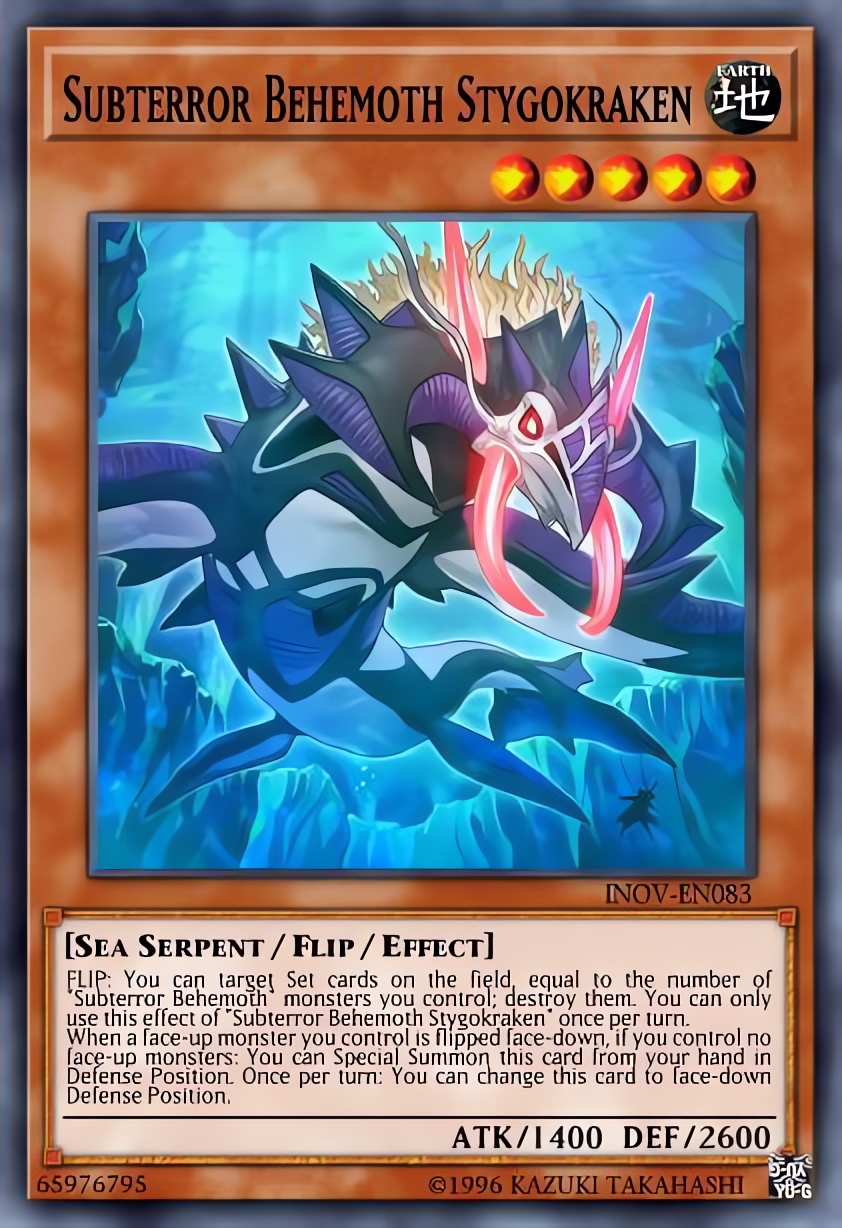 SUBTERROR BEHEMOTH STYGOKRAKEN
EARTH
地
INOV-EN083
[SEA SERPENT / FLIP / EFFECT]
FLIP: You can target Set cards on the field, equal to the number of
"Subterror Behemoth" monsters you control; destroy them. You can only
use this effect of "Subterror Behemoth Stygokraken" once per turn.
When a face-up monster you control is flipped face-down, if you control no
face-up monsters: You can Special Summon this card from your hand in
Defense Position. Once per turn: You can change this card to face-down
Defense Position.
ATK/1400 DEF/2600
65976795
©1996 KAZUKI TAKAHASHI